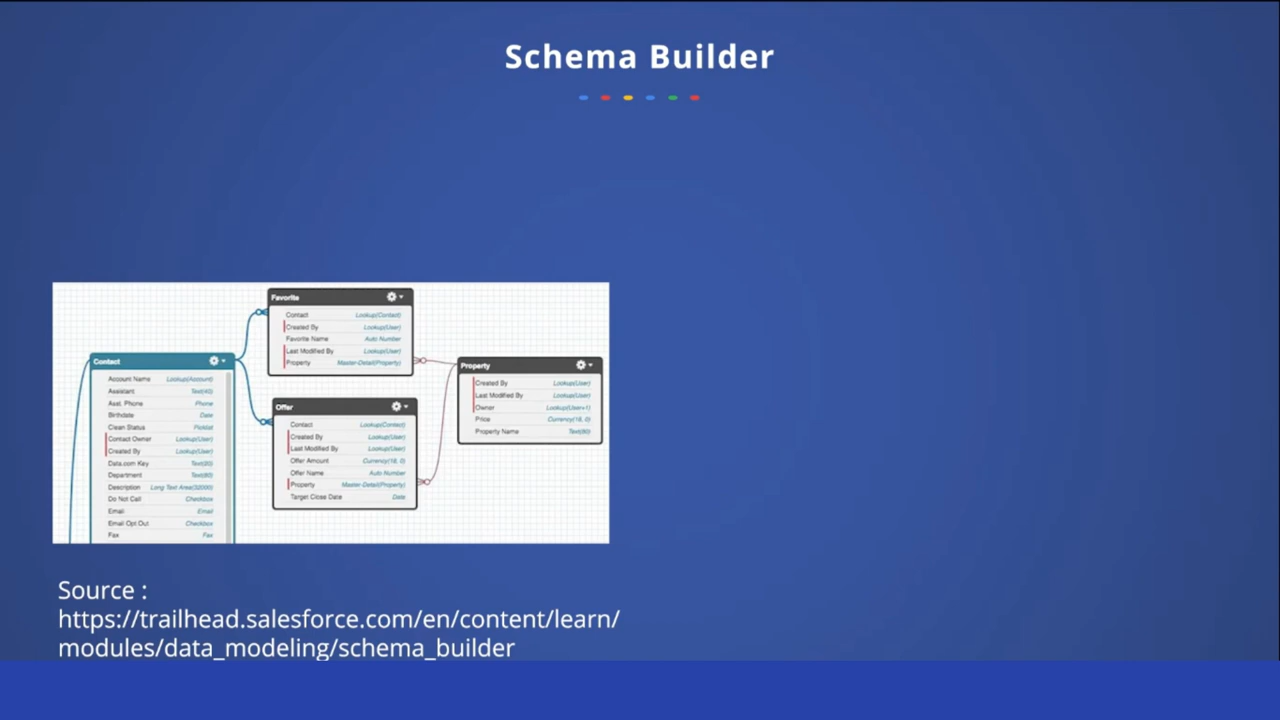 Schema Builder
Favorite
Contact Lookup(Contact)
Created By Lookup(User)
Favorite Name Auto Number
Last Modified By Lookup(User)
Property Master-Detail(Property)
Contact
Account Name Lookup(Account)
Assistant Text(40)
Asst. Phone Phone
Birthdate Date
Clean Status Picklist
Contact Owner Lookup(User)
Created By Lookup(User)
Data.com Key Text(20)
Department Text(80)
Description Long Text Area(32000)
Do Not Call Checkbox
Email Email
Email Opt Out Checkbox
Fax Fax
Offer
Contact Lookup(Contact)
Created By Lookup(User)
Last Modified By Lookup(User)
Offer Amount Currency(18, 0)
Offer Name Auto Number
Property Master-Detail(Property)
Target Close Date Date
Property
Created By Lookup(User)
Last Modified By Lookup(User)
Owner Lookup(User+1)
Price Currency(18, 0)
Property Name Text(80)
Source :
https://trailhead.salesforce.com/en/content/learn/
modules/data_modeling/schema_builder